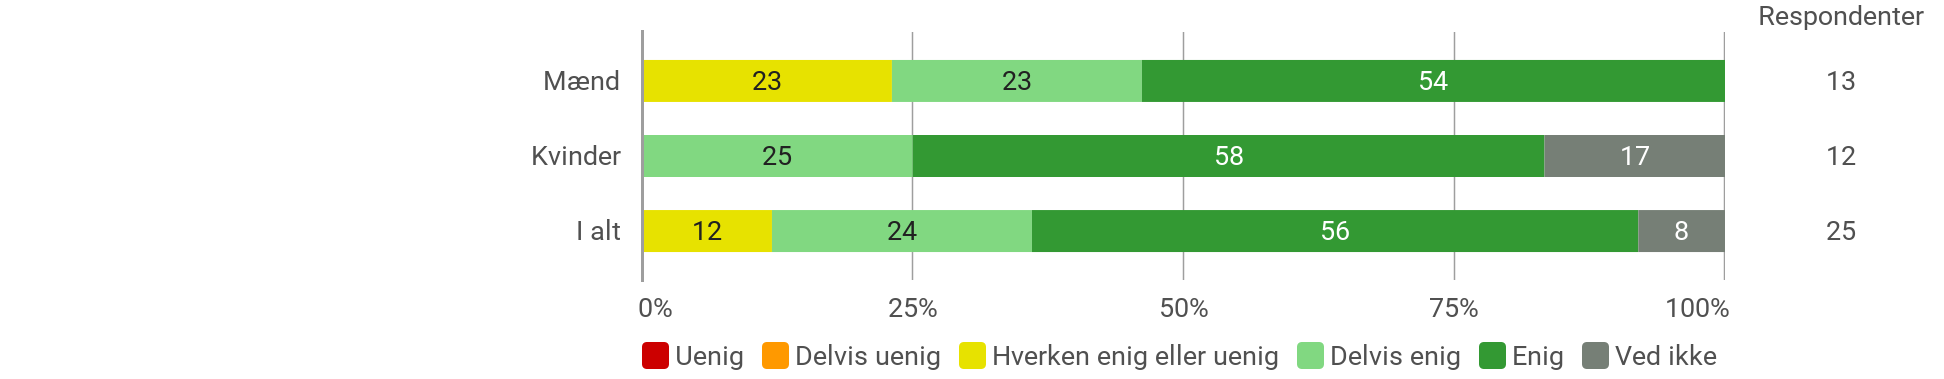 Respondenter
Mænd 23 23 54 13
Kvinder 25 58 17 12
I alt 12 24 56 8 25
0% 25% 50% 75% 100%
Uenig Delvis uenig Hverken enig eller uenig Delvis enig Enig Ved ikke